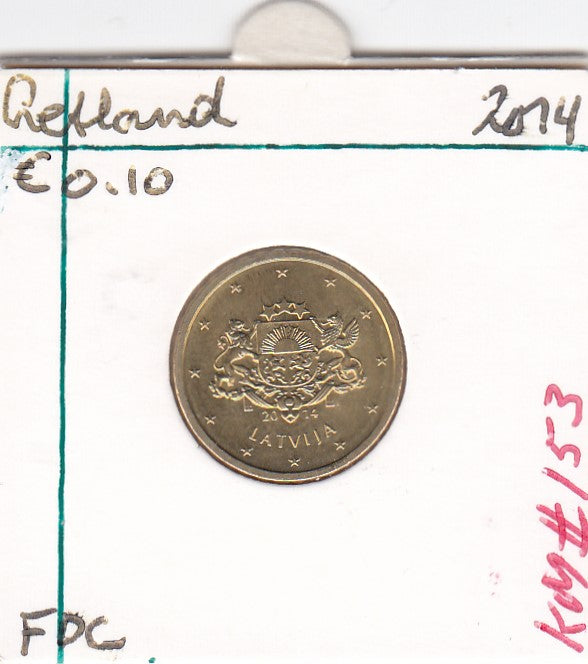 Letland 2014
€0.10
L. 2014 L.
LATVIJA
KM#153
FDC